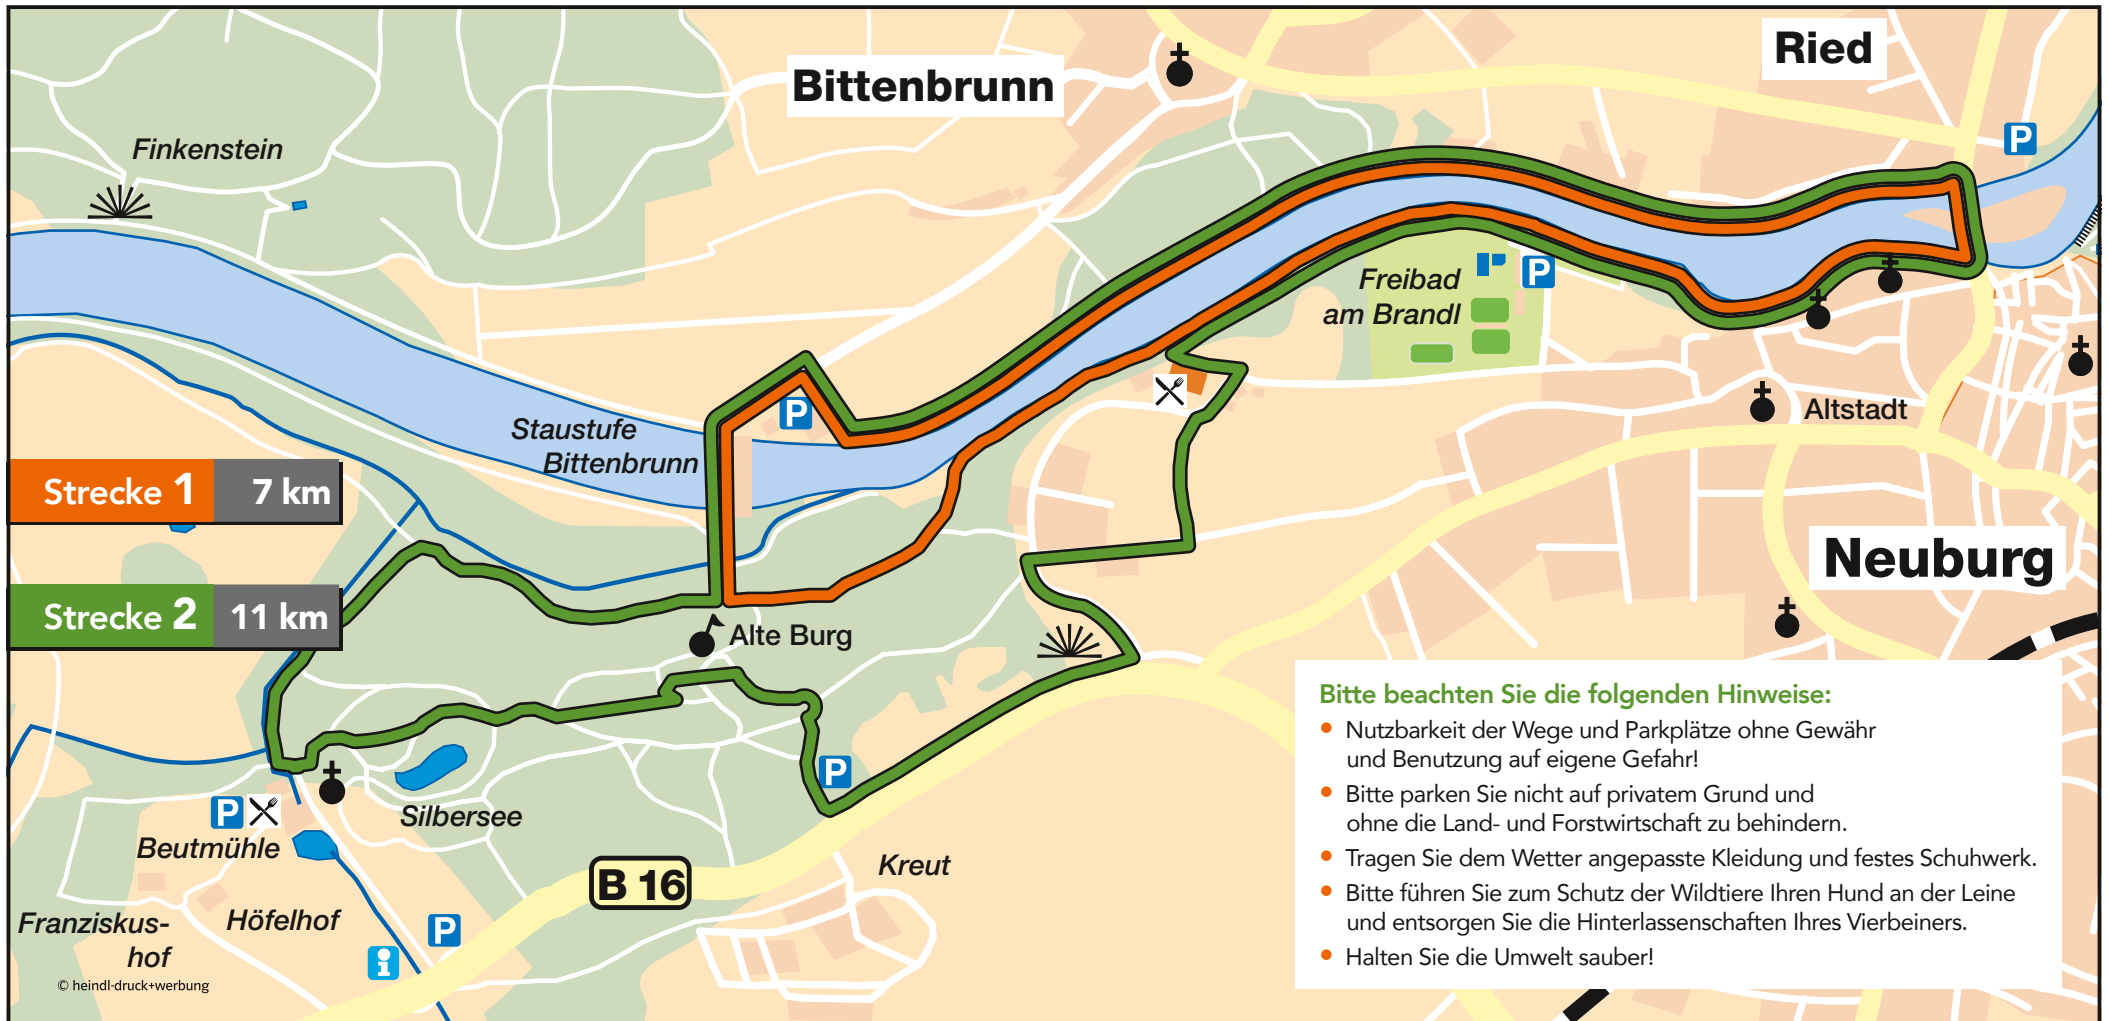 Ried
Bittenbrunn
P
Finkenstein
Freibad
am Brandl
P
Altstadt
P
Staustufe
Bittenbrunn
Strecke 1 7 km
Neuburg
Strecke 2 11 km
Alte Burg
P
Silbersee
P
Beutmühle
B 16
Kreut
Franziskus-
hof
Höfelhof
P
i
© heindl-druck+werbung
Bitte beachten Sie die folgenden Hinweise:
• Nutzbarkeit der Wege und Parkplätze ohne Gewähr
und Benutzung auf eigene Gefahr!
• Bitte parken Sie nicht auf privatem Grund und
ohne die Land- und Forstwirtschaft zu behindern.
• Tragen Sie dem Wetter angepasste Kleidung und festes Schuhwerk.
• Bitte führen Sie zum Schutz der Wildtiere Ihren Hund an der Leine
und entsorgen Sie die Hinterlassenschaften Ihres Vierbeiners.
• Halten Sie die Umwelt sauber!